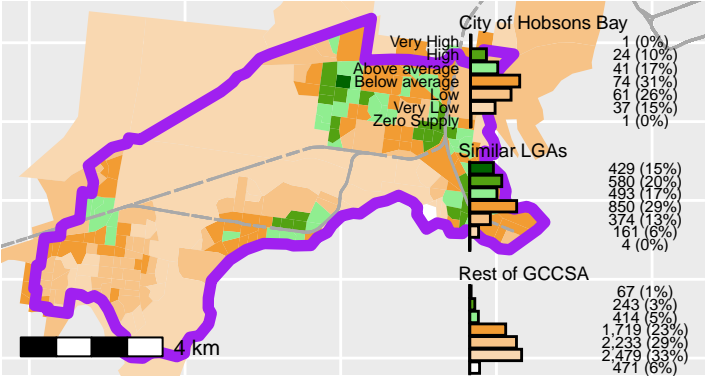 City of Hobsons Bay
Very High 1 (0%)
High 24 (10%)
Above average 41 (17%)
Below average 74 (31%)
Low 61 (26%)
Very Low 37 (15%)
Zero Supply 1 (0%)
Similar LGAs
429 (15%)
580 (20%)
493 (17%)
850 (29%)
374 (13%)
161 (6%)
4 (0%)
Rest of GCCSA
67 (1%)
243 (3%)
414 (5%)
1,719 (23%)
2,233 (29%)
2,479 (33%)
471 (6%)
4 km